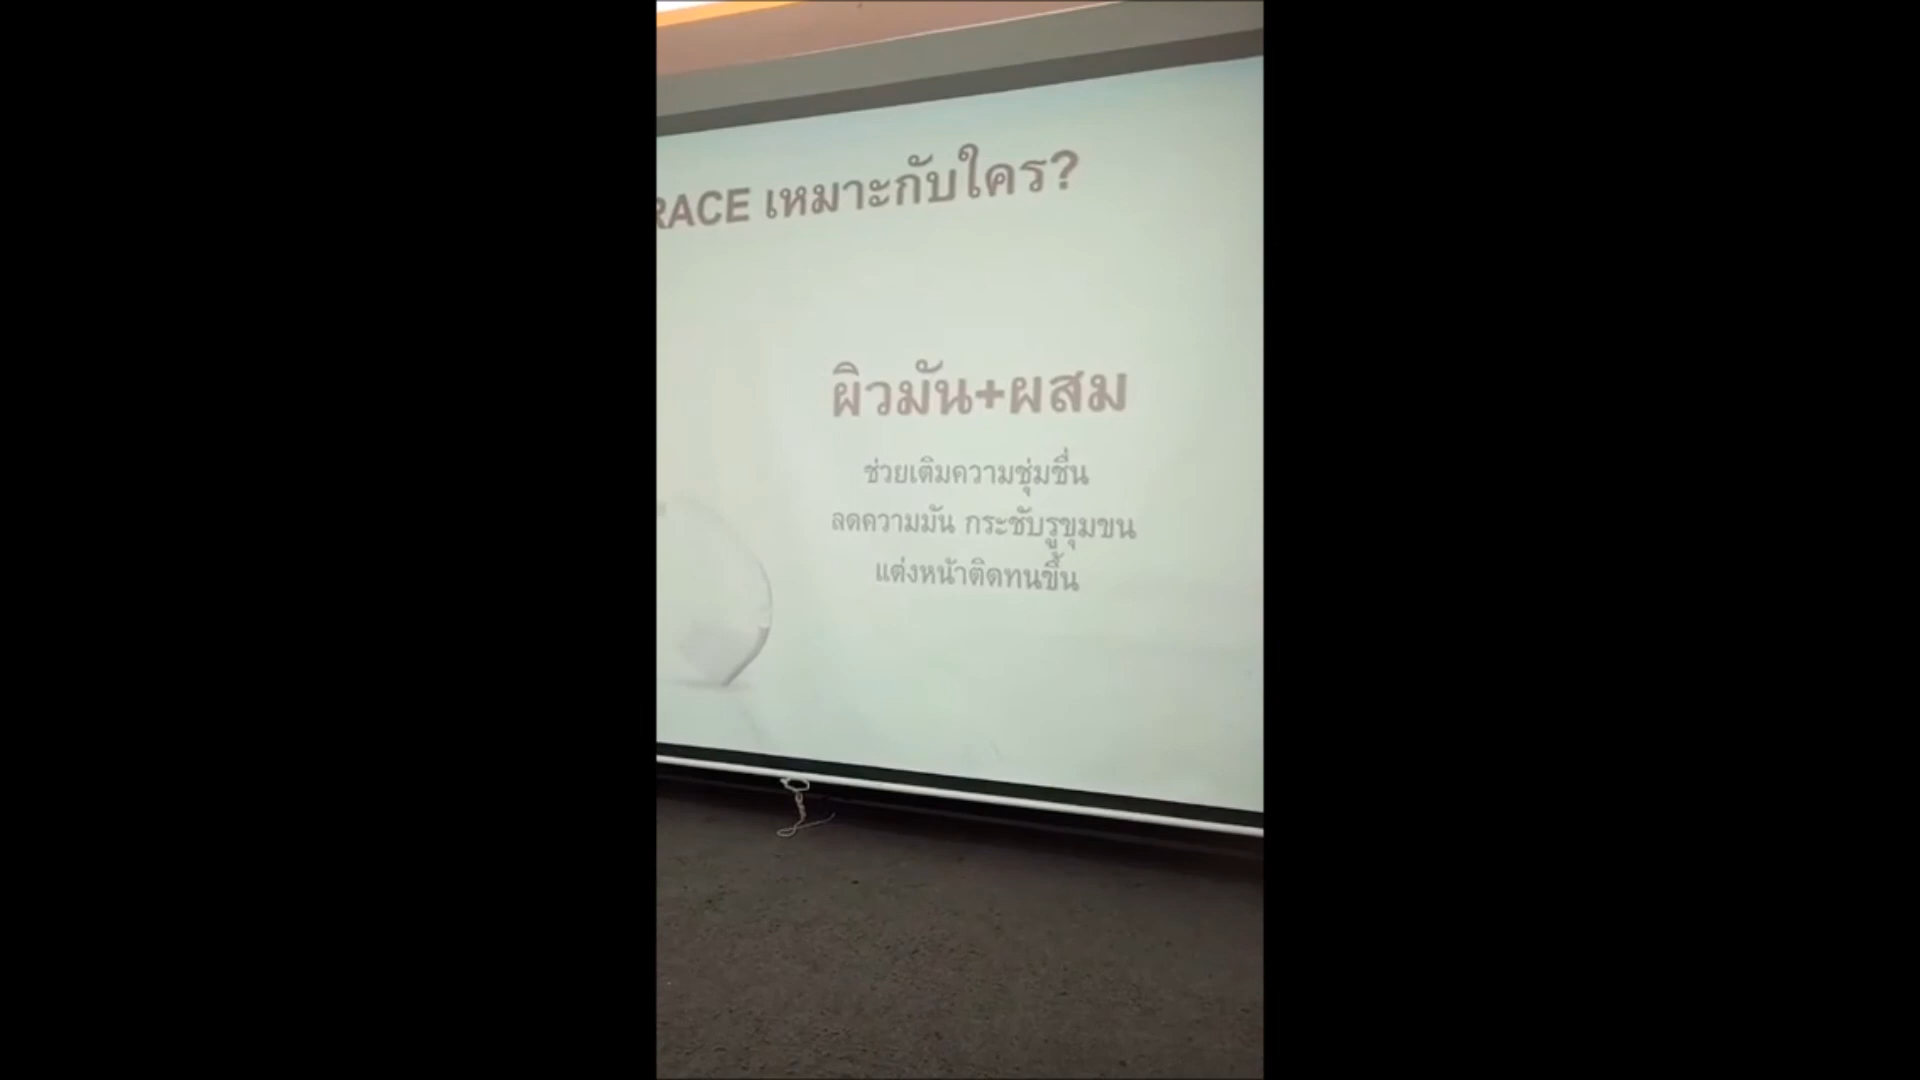 RACE เหมาะกับใคร?
ผิวมัน+ผสม
ช่วยเติมความชุ่มชื่น
ลดความมัน กระชับรูขุมขน
แต่งหน้าติดทนขึ้น